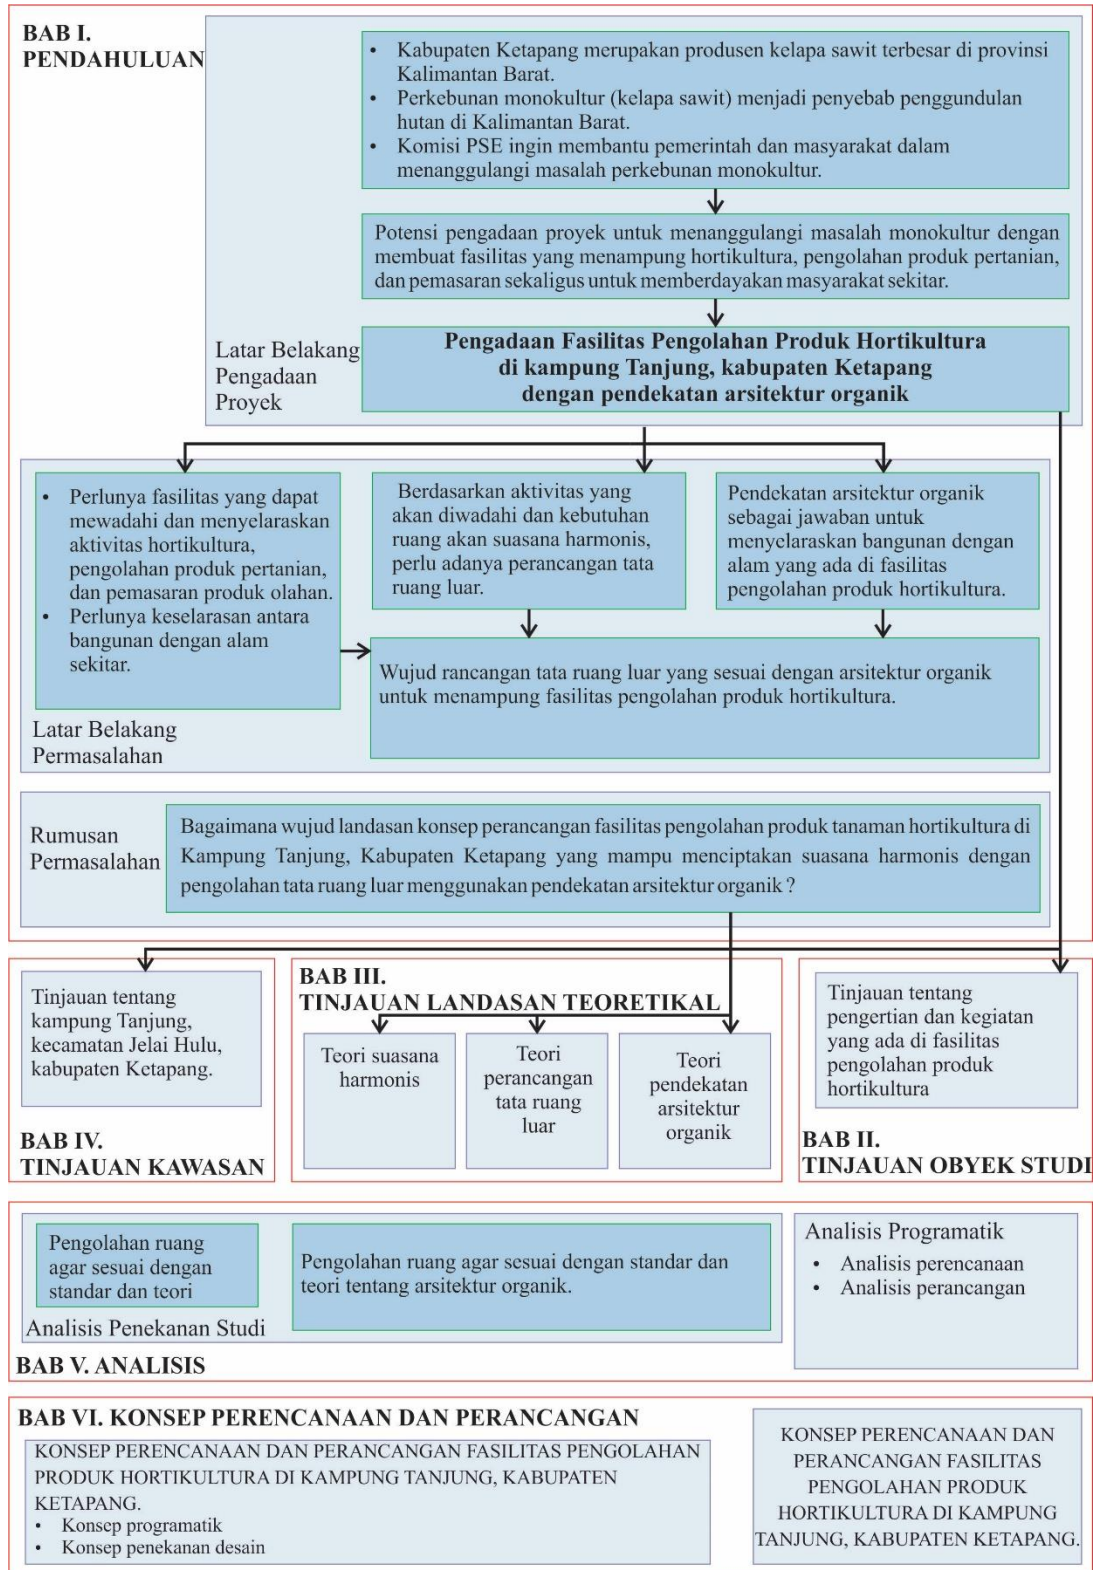 BAB I.
PENDAHULUAN
• Kabupaten Ketapang merupakan produsen kelapa sawit terbesar di provinsi
Kalimantan Barat.
• Perkebunan monokultur (kelapa sawit) menjadi penyebab penggundulan
hutan di Kalimantan Barat.
• Komisi PSE ingin membantu pemerintah dan masyarakat dalam
menanggulangi masalah perkebunan monokultur.
Potensi pengadaan proyek untuk menanggulangi masalah monokultur dengan
membuat fasilitas yang menampung hortikultura, pengolahan produk pertanian,
dan pemasaran sekaligus untuk memberdayakan masyarakat sekitar.
Latar Belakang
Pengadaan
Proyek
Pengadaan Fasilitas Pengolahan Produk Hortikultura
di kampung Tanjung, kabupaten Ketapang
dengan pendekatan arsitektur organik
• Perlunya fasilitas yang dapat
mewadahi dan menyelaraskan
aktivitas hortikultura,
pengolahan produk pertanian,
dan pemasaran produk olahan.
• Perlunya keselarasan antara
bangunan dengan alam
sekitar.
Berdasarkan aktivitas yang
akan diwadahi dan kebutuhan
ruang akan suasana harmonis,
perlu adanya perancangan tata
ruang luar.
Pendekatan arsitektur organik
sebagai jawaban untuk
menyelaraskan bangunan dengan
alam yang ada di fasilitas
pengolahan produk hortikultura.
Wujud rancangan tata ruang luar yang sesuai dengan arsitektur organik
untuk menampung fasilitas pengolahan produk hortikultura.
Latar Belakang
Permasalahan
Rumusan
Permasalahan
Bagaimana wujud landasan konsep perancangan fasilitas pengolahan produk tanaman hortikultura di
Kampung Tanjung, Kabupaten Ketapang yang mampu menciptakan suasana harmonis dengan
pengolahan tata ruang luar menggunakan pendekatan arsitektur organik ?
Tinjauan tentang
kampung Tanjung,
kecamatan Jelai Hulu,
kabupaten Ketapang.
BAB IV.
TINJAUAN KAWASAN
BAB III.
TINJAUAN LANDASAN TEORETIKAL
Teori suasana
harmonis
Teori
perancangan
tata ruang
luar
Teori
pendekatan
arsitektur
organik
Tinjauan tentang
pengertian dan kegiatan
yang ada di fasilitas
pengolahan produk
hortikultura
BAB II.
TINJAUAN OBYEK STUDI
Pengolahan ruang
agar sesuai dengan
standar dan teori
Pengolahan ruang agar sesuai dengan standar dan
teori tentang arsitektur organik.
Analisis Penekanan Studi
Analisis Programatik
• Analisis perencanaan
• Analisis perancangan
BAB V. ANALISIS
BAB VI. KONSEP PERENCANAAN DAN PERANCANGAN
KONSEP PERENCANAAN DAN PERANCANGAN FASILITAS PENGOLAHAN
PRODUK HORTIKULTURA DI KAMPUNG TANJUNG, KABUPATEN
KETAPANG.
• Konsep programatik
• Konsep penekanan desain
KONSEP PERENCANAAN DAN
PERANCANGAN FASILITAS
PENGOLAHAN PRODUK
HORTIKULTURA DI KAMPUNG
TANJUNG, KABUPATEN KETAPANG.